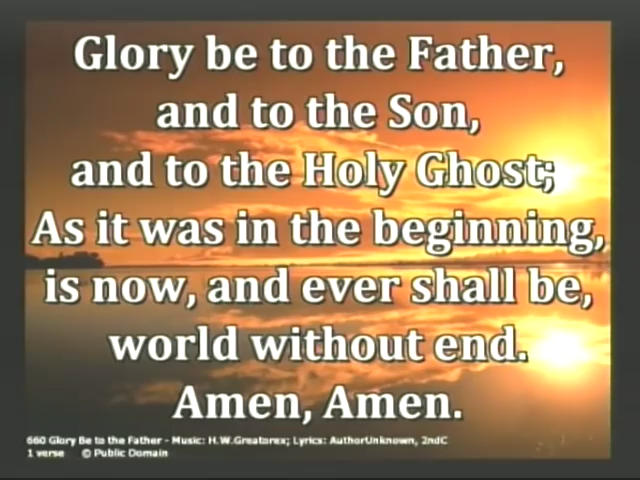 Glory be to the Father,
and to the Son,
and to the Holy Ghost;
As it was in the beginning,
is now, and ever shall be,
world without end.
Amen, Amen.
660 Glory Be to the Father - Music: H.W.Greatorex; Lyrics: AuthorUnknown, 2ndC
1 verse © Public Domain